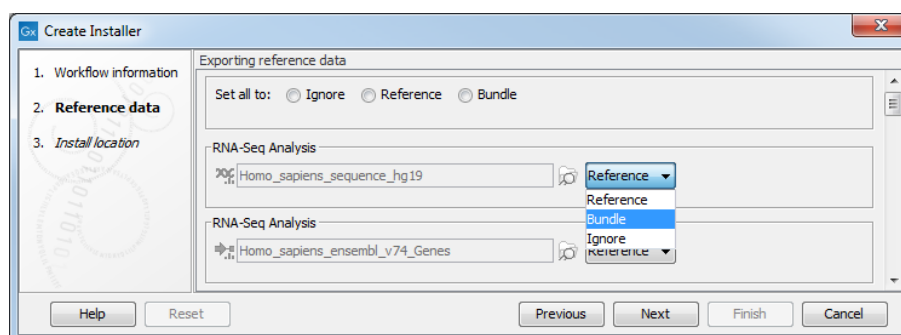 Gx Create Installer
1. Workflow information
2. Reference data
3. Install location
Exporting reference data
Set all to: Ignore Reference Bundle
RNA-Seq Analysis
Homo_sapiens_sequence_hg19 Reference
Reference
Bundle
Ignore
RNA-Seq Analysis
Homo_sapiens_ensembl_v74_Genes Reference
Help Reset Previous Next Finish Cancel